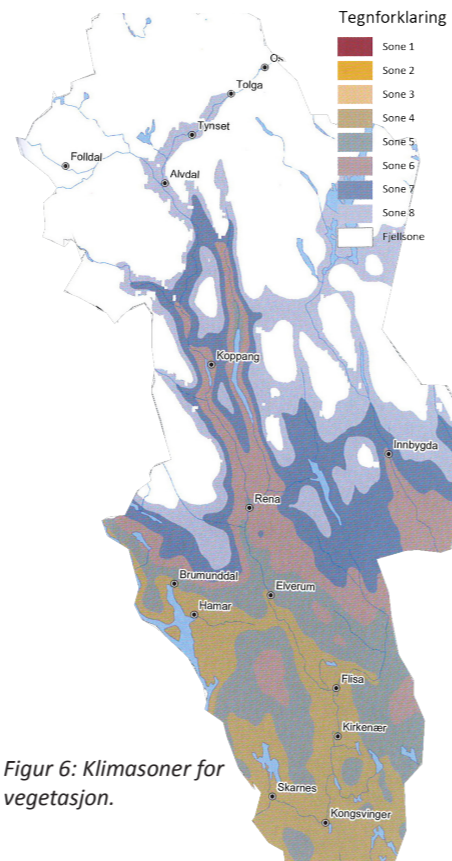 Tegnforklaring
Sone 1
Sone 2
Sone 3
Sone 4
Sone 5
Sone 6
Sone 7
Sone 8
Fjellsone
Os
Tolga
Tynset
Folldal
Alvdal
Koppang
Innbygda
Rena
Brumunddal
Elverum
Hamar
Flisa
Kirkenær
Skarnes
Kongsvinger
Figur 6: Klimasoner for
vegetasjon.